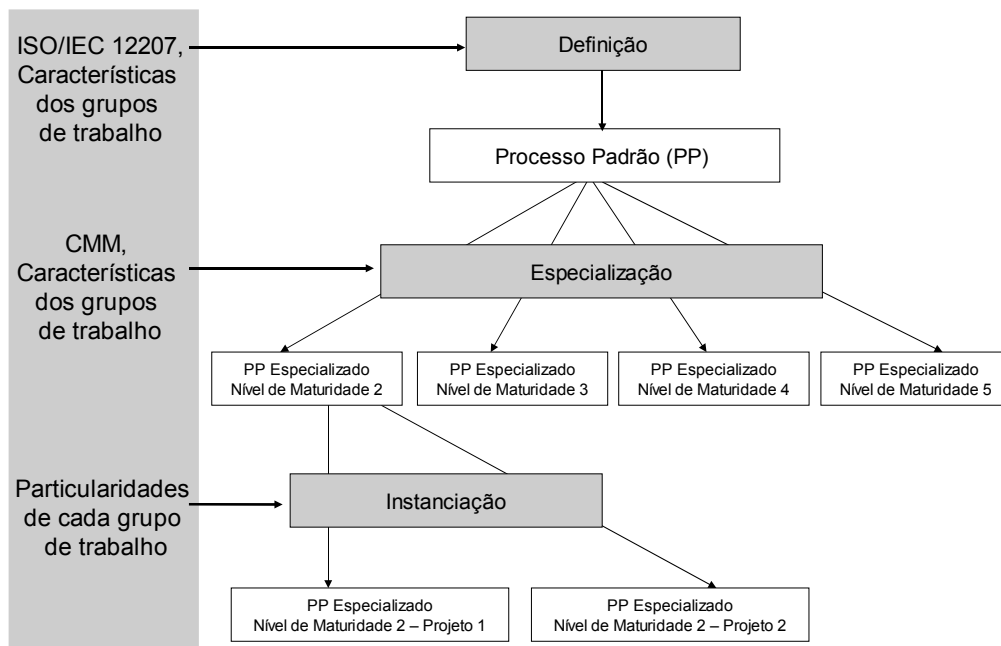 ISO/IEC 12207,
Características
dos grupos
de trabalho
Definição
Processo Padrão (PP)
CMM,
Características
dos grupos
de trabalho
Especialização
PP Especializado
Nível de Maturidade 2
PP Especializado
Nível de Maturidade 3
PP Especializado
Nível de Maturidade 4
PP Especializado
Nível de Maturidade 5
Particularidades
de cada grupo
de trabalho
Instanciação
PP Especializado
Nível de Maturidade 2 – Projeto 1
PP Especializado
Nível de Maturidade 2 – Projeto 2